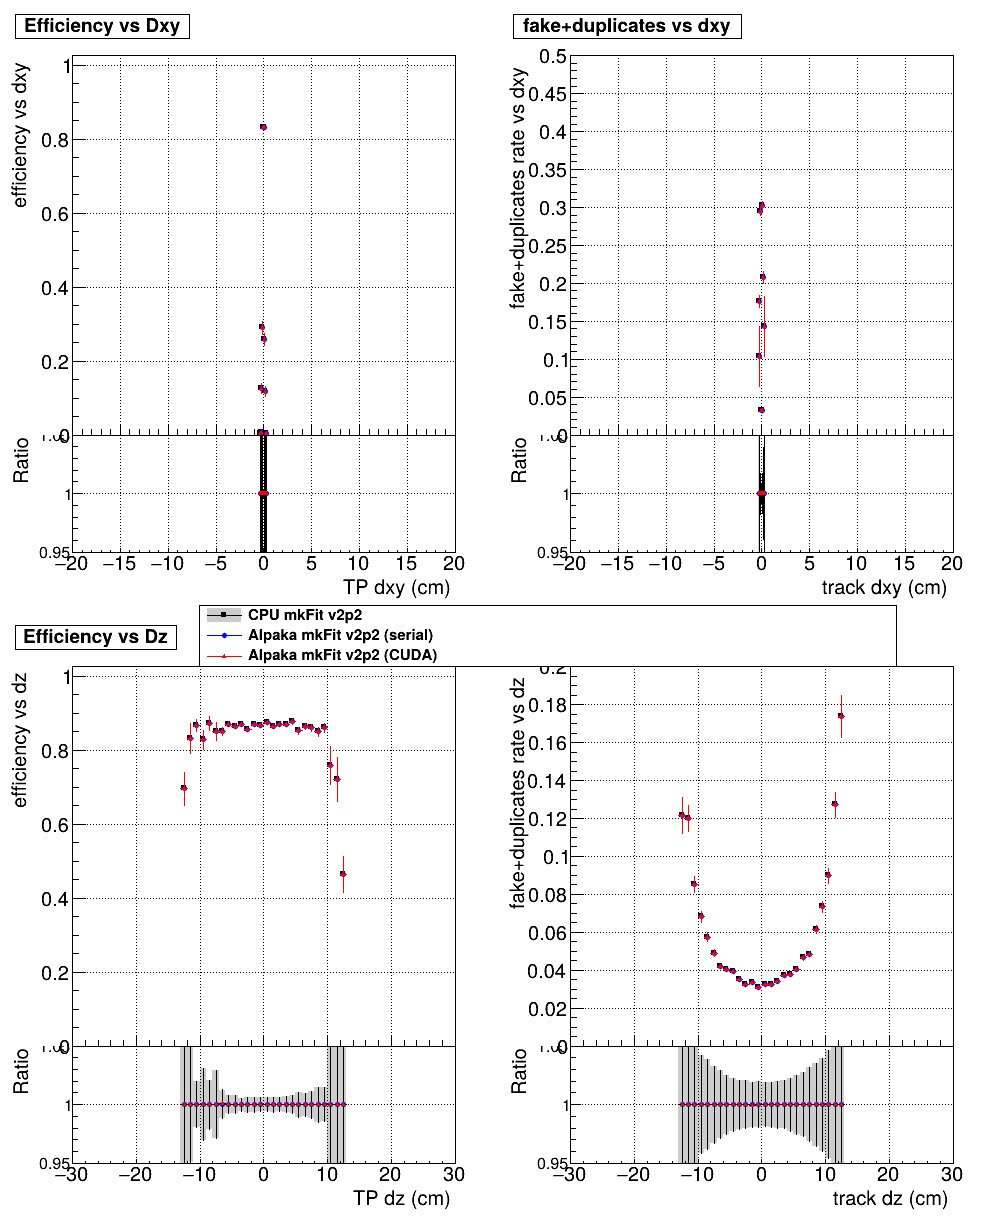 Efficiency vs Dxy
efficiency vs dxy
1
0.8
0.6
0.4
0.2
0
Ratio
1
0.95
−20 −15 −10 −5 0 5 10 15 20
TP dxy (cm)
fake+duplicates vs dxy
fake+duplicates rate vs dxy
0.5
0.45
0.4
0.35
0.3
0.25
0.2
0.15
0.1
0.05
0
Ratio
1
0.95
−20 −15 −10 −5 0 5 10 15 20
track dxy (cm)
CPU mkFit v2p2
Alpaka mkFit v2p2 (serial)
Alpaka mkFit v2p2 (CUDA)
Efficiency vs Dz
efficiency vs dz
1
0.8
0.6
0.4
0.2
0
Ratio
1
0.95
−30 −20 −10 0 10 20 30
TP dz (cm)
fake+duplicates rate vs dz
0.2
0.18
0.16
0.14
0.12
0.1
0.08
0.06
0.04
0.02
0
Ratio
1
0.95
−30 −20 −10 0 10 20 30
track dz (cm)